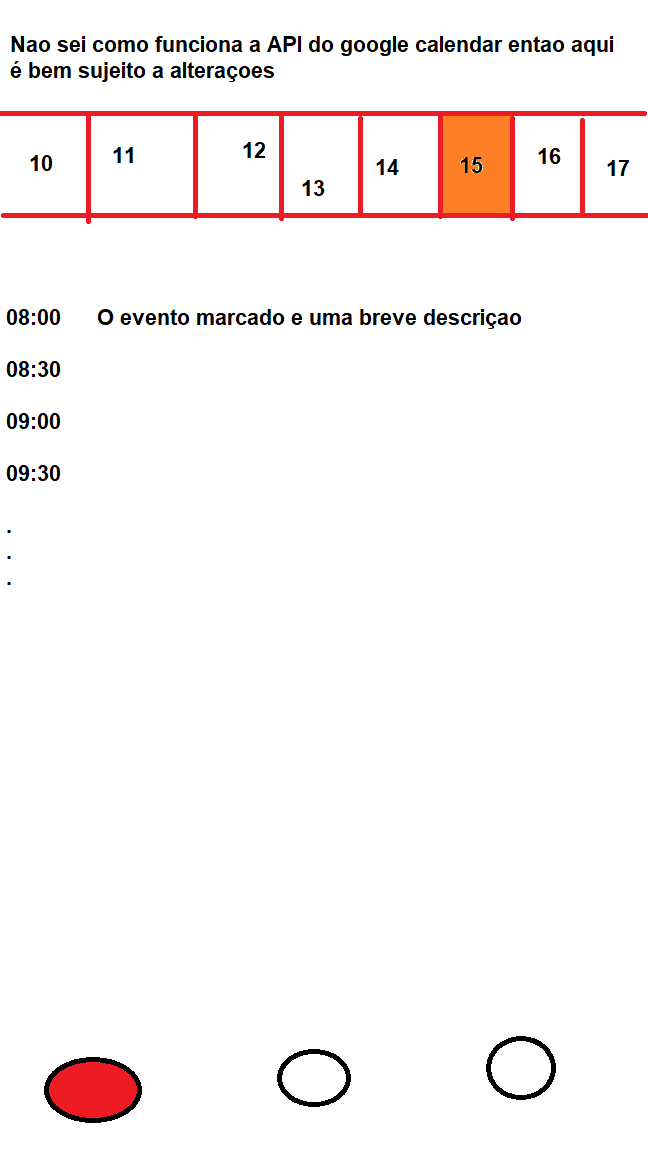 Nao sei como funciona a API do google calendar entao aqui
é bem sujeito a alteraçoes
10 11 12 13 14 15 16 17
08:00 O evento marcado e uma breve descriçao
08:30
09:00
09:30
.
.
.